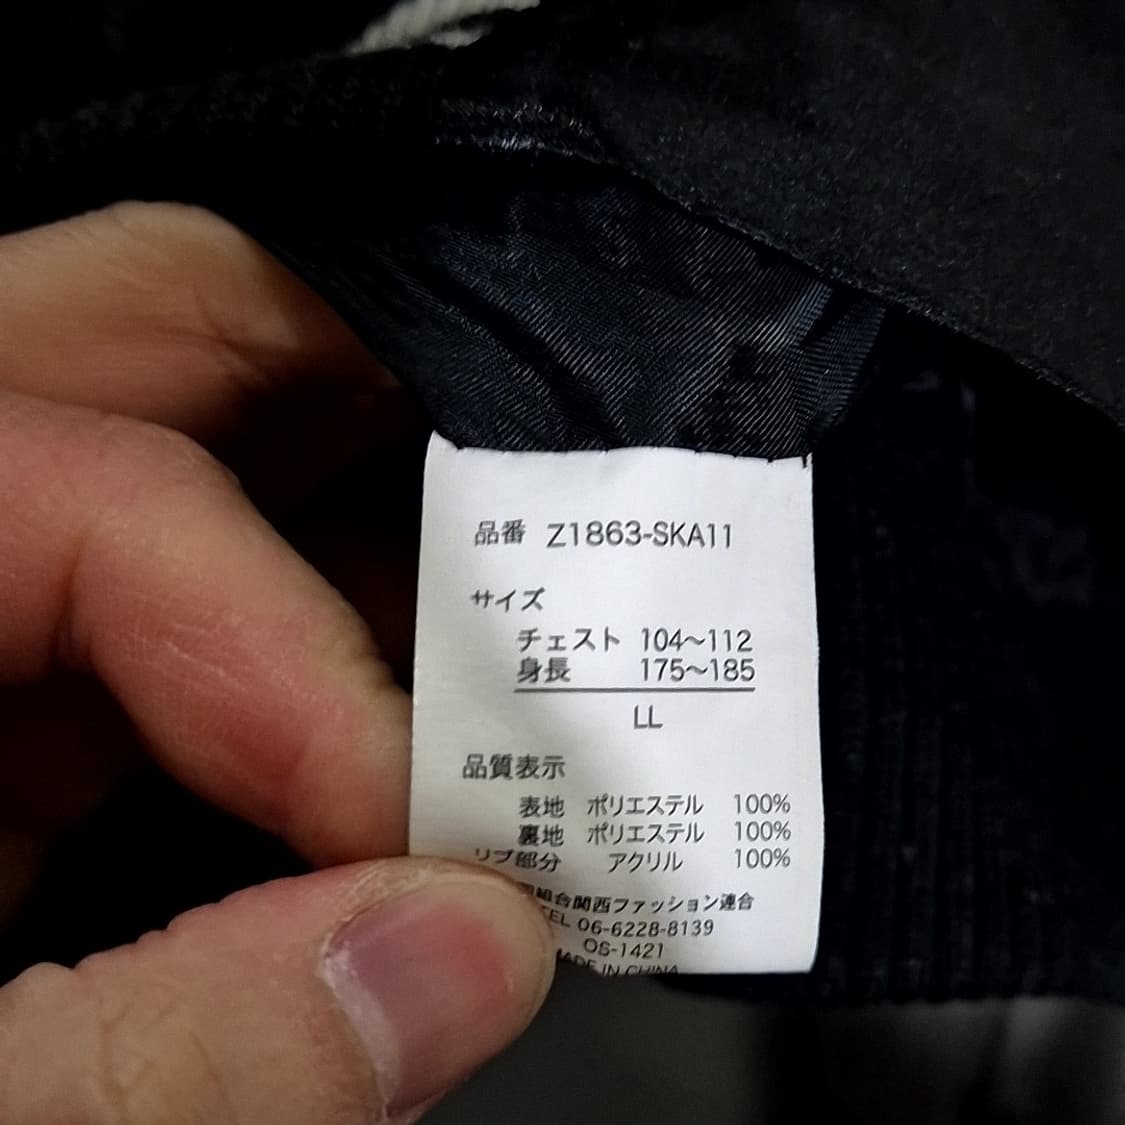 品番 Z1863-SKA11
サイズ
チェスト 104〜112
身長 175〜185
LL
品質表示
表地 ポリエステル 100%
裏地 ポリエステル 100%
リブ部分 アクリル 100%
組合関西ファッション連合
TEL 06-6228-8139
OS-1421
MADE IN CHINA